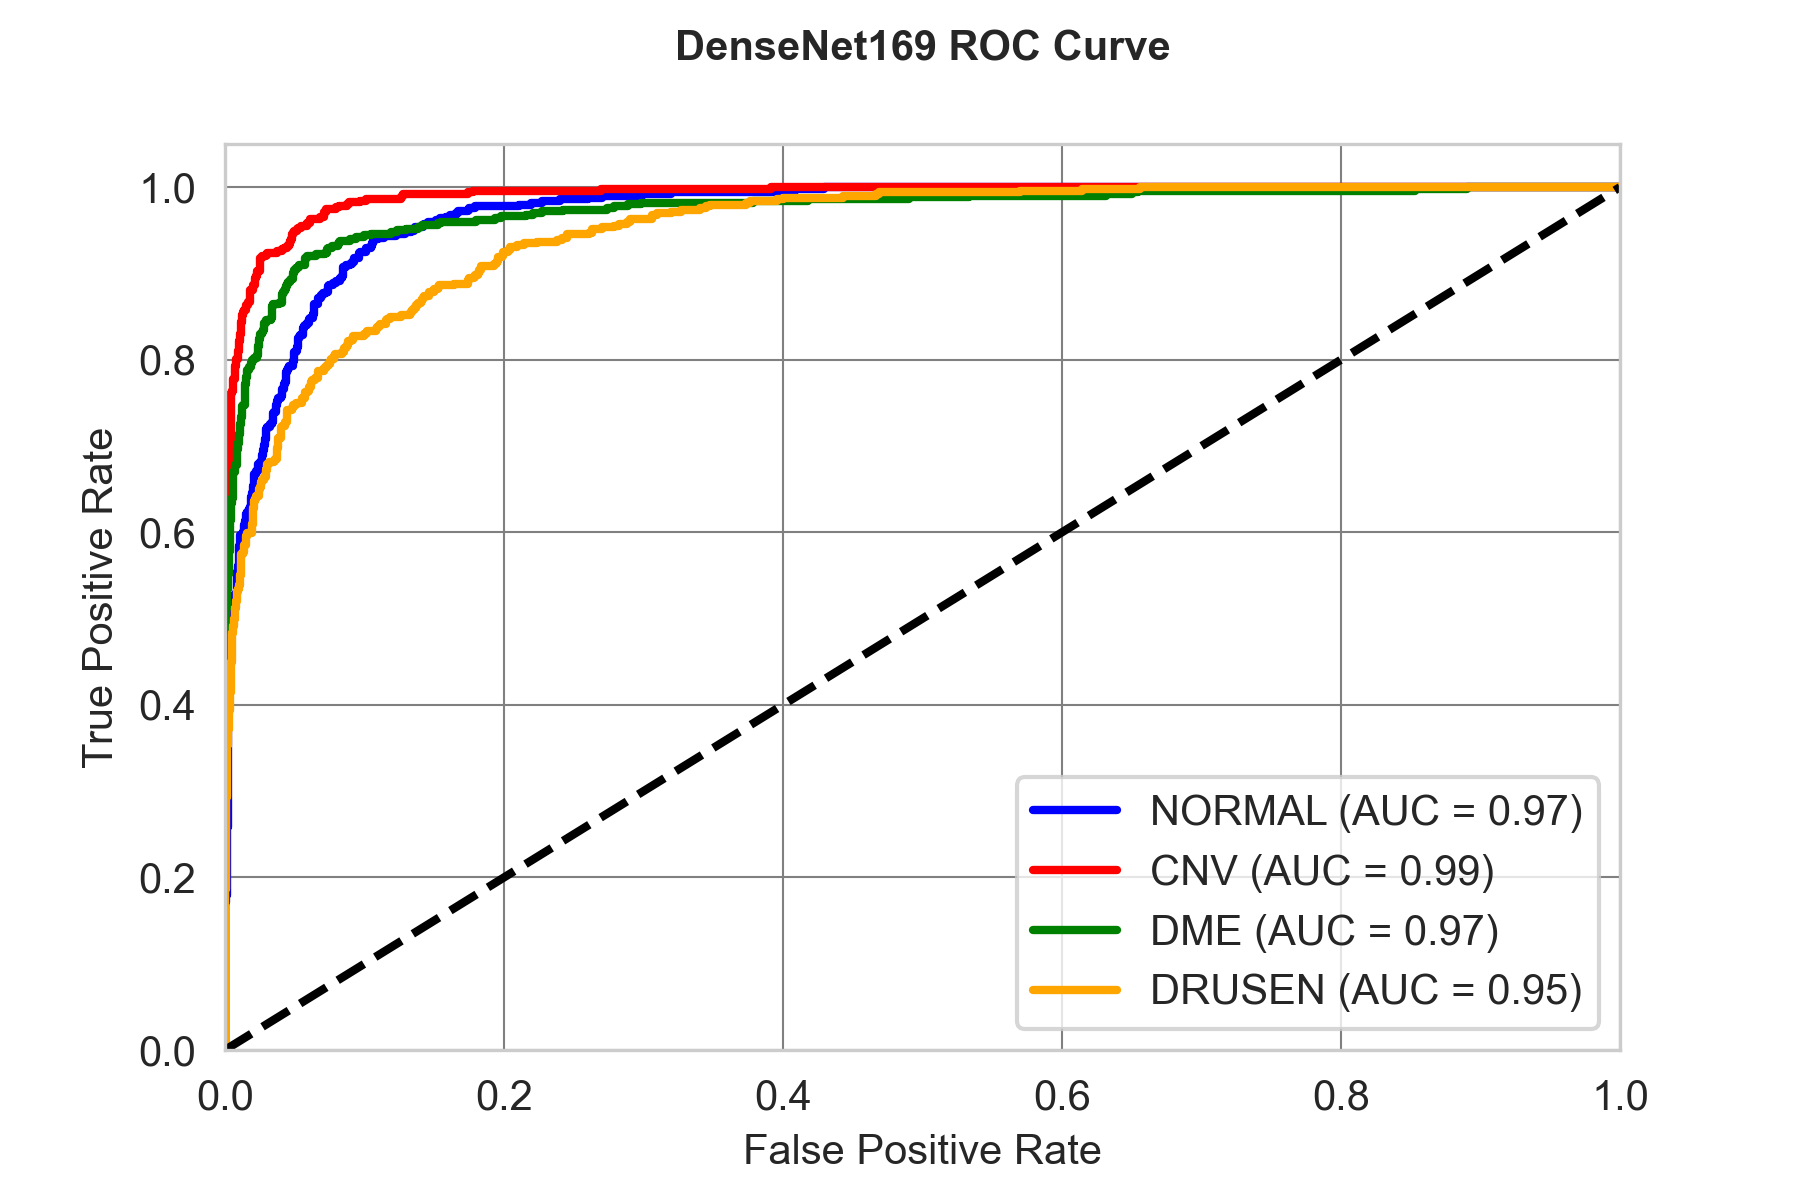 DenseNet169 ROC Curve
1.0
0.8
0.6
0.4
0.2
0.0
True Positive Rate
NORMAL (AUC = 0.97)
CNV (AUC = 0.99)
DME (AUC = 0.97)
DRUSEN (AUC = 0.95)
0.0 0.2 0.4 0.6 0.8 1.0
False Positive Rate